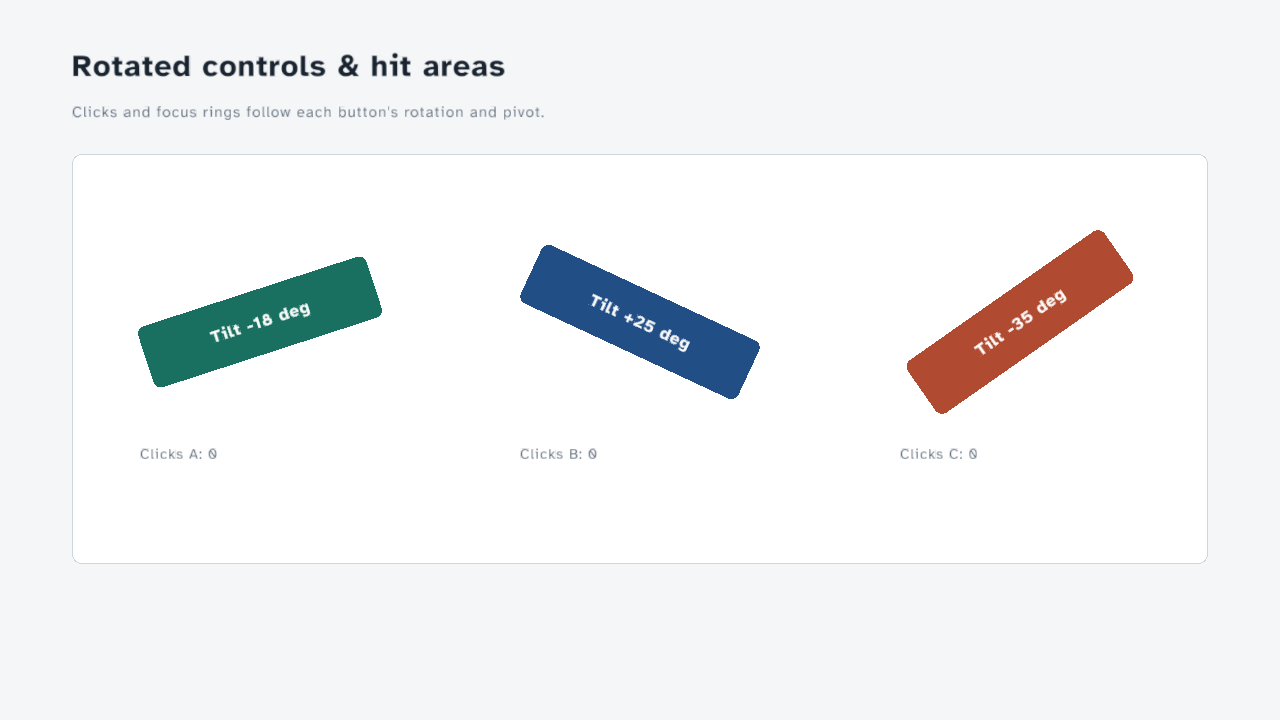 Rotated controls & hit areas
Clicks and focus rings follow each button's rotation and pivot.
Tilt -18 deg
Tilt +25 deg
Tilt -35 deg
Clicks A: 0
Clicks B: 0
Clicks C: 0